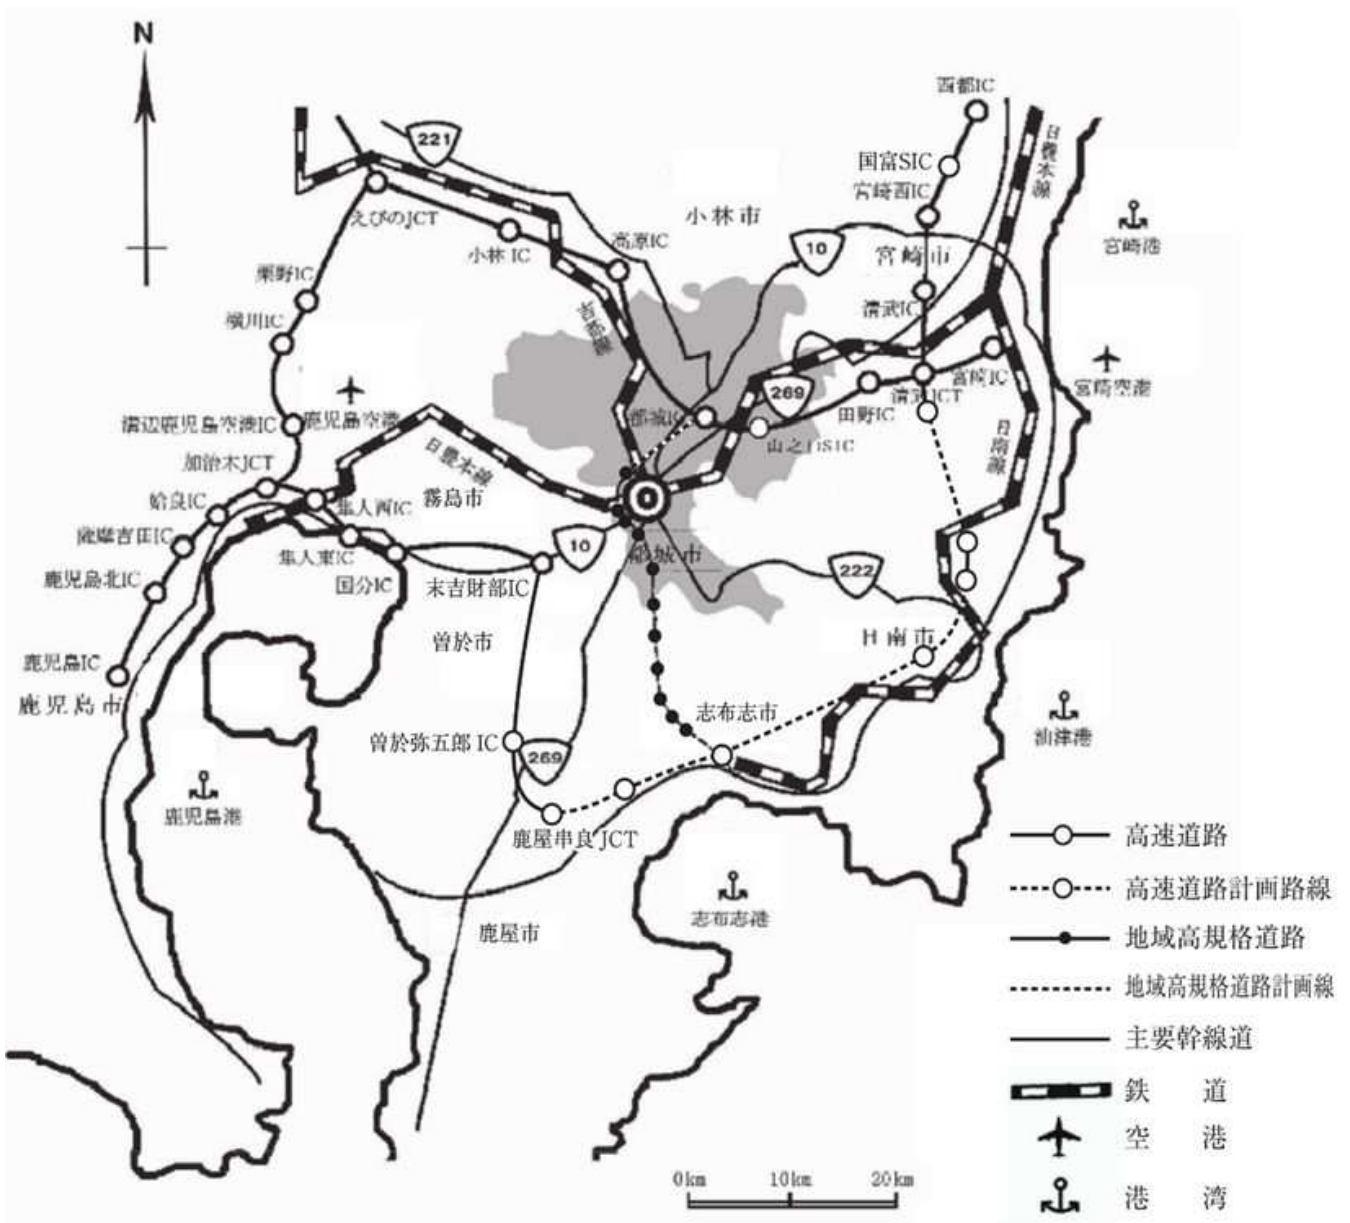 N
西都IC
221
国富SIC
宮崎西IC
日豊本線
小林市
えびのJCT
小林 IC
高原IC
10
宮崎市
宮崎港
栗野IC
横川IC
清武IC
吉都線
鹿児島空港
溝辺鹿児島空港IC
269
宮崎IC
宮崎空港
清武JCT
都城IC
田野IC
山之口SIC
日豊本線
日南線
加治木JCT
霧島市
姶良IC
隼人西IC
薩摩吉田IC
隼人東IC
10
都城市
222
鹿児島北IC
国分IC
末吉財部IC
曽於市
日南市
鹿児島IC
鹿児島市
志布志市
油津港
曽於弥五郎 IC
269
鹿児島港
鹿屋串良 JCT
高速道路
高速道路計画路線
志布志港
鹿屋市
地域高規格道路
地域高規格道路計画線
主要幹線道
鉄 道
空 港
港 湾
0km 10km 20km